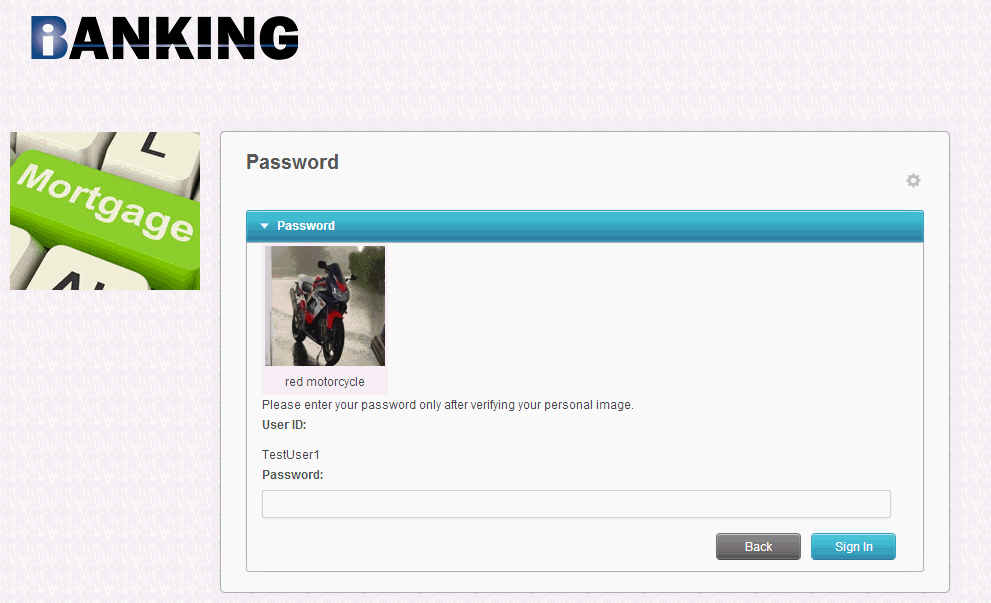 iBANKING
L
Mortgage
Password
Password
red motorcycle
Please enter your password only after verifying your personal image.
User ID:
TestUser1
Password:
Back
Sign In